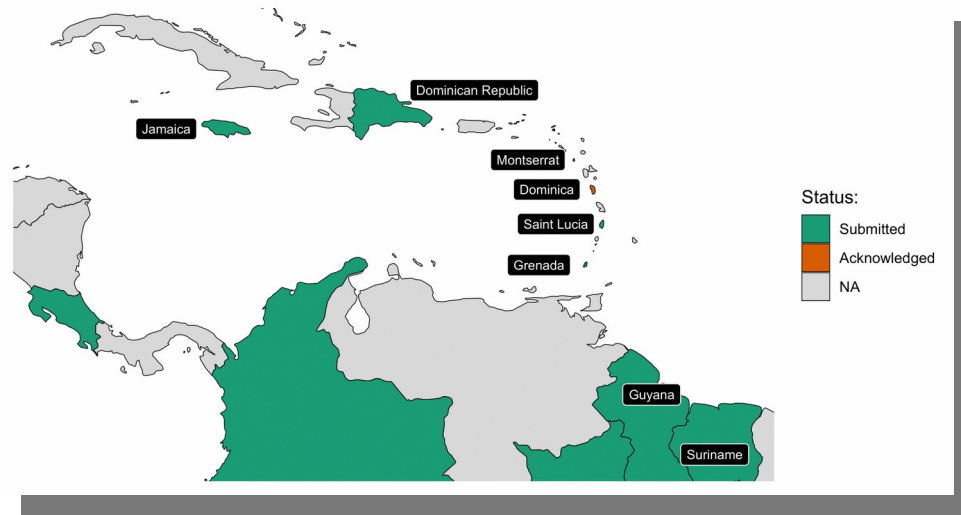 Dominican Republic
Jamaica
Montserrat
Dominica
Saint Lucia
Grenada
Guyana
Suriname
Status:
Submitted
Acknowledged
NA